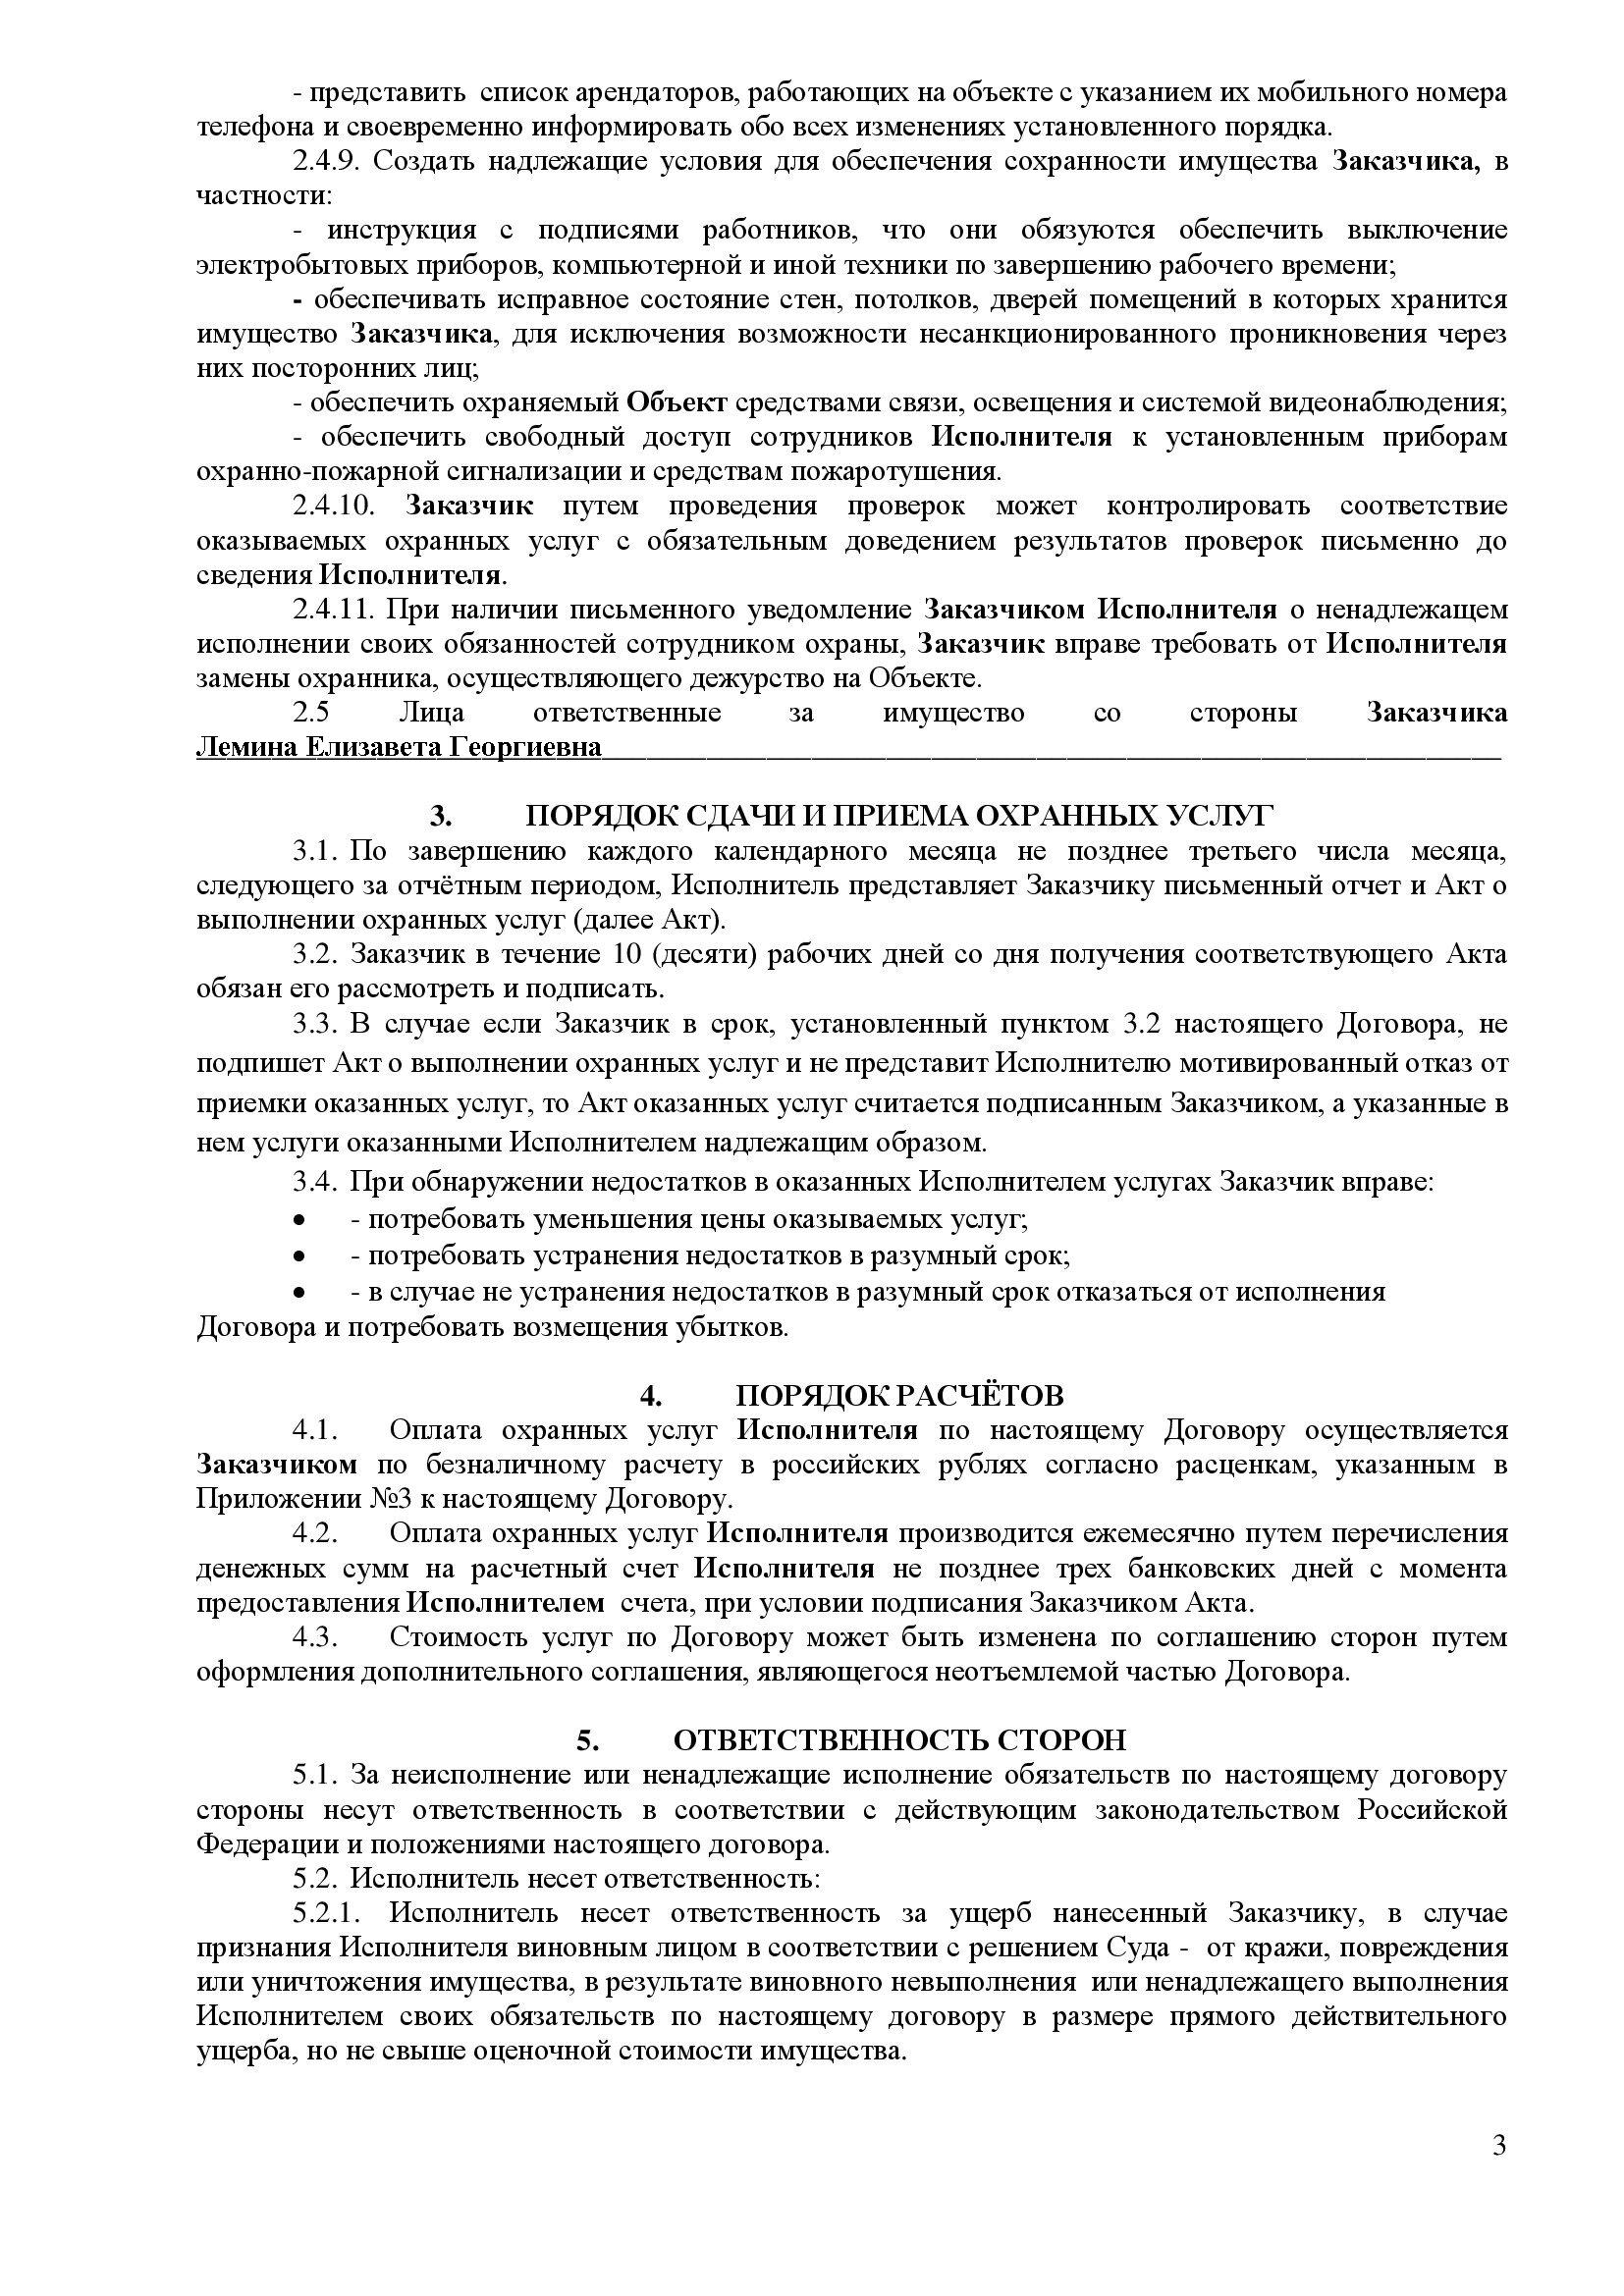 - представить  список арендаторов, работающих на объекте с указанием их мобильного номера
телефона и своевременно информировать обо всех изменениях установленного порядка.
2.4.9. Создать надлежащие условия для обеспечения сохранности имущества Заказчика, в
частности:
- инструкция с подписями работников, что они обязуются обеспечить выключение
электробытовых приборов, компьютерной и иной техники по завершению рабочего времени;
- обеспечивать исправное состояние стен, потолков, дверей помещений в которых хранится
имущество Заказчика, для исключения возможности несанкционированного проникновения через
них посторонних лиц;
- обеспечить охраняемый Объект средствами связи, освещения и системой видеонаблюдения;
- обеспечить свободный доступ сотрудников Исполнителя к установленным приборам
охранно-пожарной сигнализации и средствам пожаротушения.
2.4.10. Заказчик путем проведения проверок может контролировать соответствие
оказываемых охранных услуг с обязательным доведением результатов проверок письменно до
сведения Исполнителя.
2.4.11. При наличии письменного уведомление Заказчиком Исполнителя о ненадлежащем
исполнении своих обязанностей сотрудником охраны, Заказчик вправе требовать от Исполнителя
замены охранника, осуществляющего дежурство на Объекте.
2.5 Лица ответственные за имущество со стороны Заказчика
Лемина Елизавета Георгиевна
3. ПОРЯДОК СДАЧИ И ПРИЕМА ОХРАННЫХ УСЛУГ
3.1. По завершению каждого календарного месяца не позднее третьего числа месяца,
следующего за отчётным периодом, Исполнитель представляет Заказчику письменный отчет и Акт о
выполнении охранных услуг (далее Акт).
3.2. Заказчик в течение 10 (десяти) рабочих дней со дня получения соответствующего Акта
обязан его рассмотреть и подписать.
3.3. В случае если Заказчик в срок, установленный пунктом 3.2 настоящего Договора, не
подпишет Акт о выполнении охранных услуг и не представит Исполнителю мотивированный отказ от
приемки оказанных услуг, то Акт оказанных услуг считается подписанным Заказчиком, а указанные в
нем услуги оказанными Исполнителем надлежащим образом.
3.4. При обнаружении недостатков в оказанных Исполнителем услугах Заказчик вправе:
• - потребовать уменьшения цены оказываемых услуг;
• - потребовать устранения недостатков в разумный срок;
• - в случае не устранения недостатков в разумный срок отказаться от исполнения
Договора и потребовать возмещения убытков.
4. ПОРЯДОК РАСЧЁТОВ
4.1. Оплата охранных услуг Исполнителя по настоящему Договору осуществляется
Заказчиком по безналичному расчету в российских рублях согласно расценкам, указанным в
Приложении №3 к настоящему Договору.
4.2. Оплата охранных услуг Исполнителя производится ежемесячно путем перечисления
денежных сумм на расчетный счет Исполнителя не позднее трех банковских дней с момента
предоставления Исполнителем  счета, при условии подписания Заказчиком Акта.
4.3. Стоимость услуг по Договору может быть изменена по соглашению сторон путем
оформления дополнительного соглашения, являющегося неотъемлемой частью Договора.
5. ОТВЕТСТВЕННОСТЬ СТОРОН
5.1. За неисполнение или ненадлежащие исполнение обязательств по настоящему договору
стороны несут ответственность в соответствии с действующим законодательством Российской
Федерации и положениями настоящего договора.
5.2. Исполнитель несет ответственность:
5.2.1. Исполнитель несет ответственность за ущерб нанесенный Заказчику, в случае
признания Исполнителя виновным лицом в соответствии с решением Суда -  от кражи, повреждения
или уничтожения имущества, в результате виновного невыполнения  или ненадлежащего выполнения
Исполнителем своих обязательств по настоящему договору в размере прямого действительного
ущерба, но не свыше оценочной стоимости имущества.
3